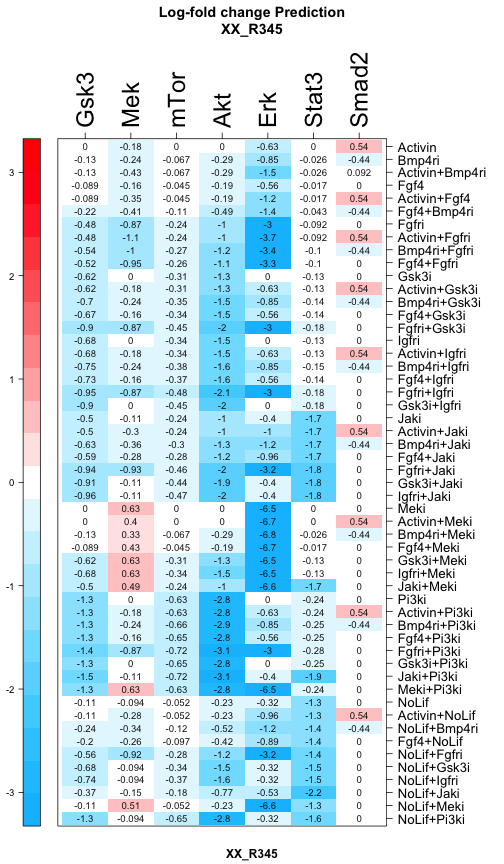 Log-fold change Prediction
XX_R345
Gsk3 Mek mTor Akt Erk Stat3 Smad2
0 -0.18 0 0 -0.63 0 0.54 Activin
-0.13 -0.24 -0.067 -0.29 -0.85 -0.026 -0.44 Bmp4ri
-0.13 -0.43 -0.067 -0.29 -1.5 -0.026 0.092 Activin+Bmp4ri
-0.089 -0.16 -0.045 -0.19 -0.56 -0.017 0 Fgf4
-0.089 -0.35 -0.045 -0.19 -1.2 -0.017 0.54 Activin+Fgf4
-0.22 -0.41 -0.11 -0.49 -1.4 -0.043 -0.44 Fgf4+Bmp4ri
-0.48 -0.87 -0.24 -1 -3 -0.092 0 Fgfri
-0.48 -1.1 -0.24 -1 -3.7 -0.092 0.54 Activin+Fgfri
-0.54 -1 -0.27 -1.2 -3.4 -0.1 -0.44 Bmp4ri+Fgfri
-0.52 -0.95 -0.26 -1.1 -3.3 -0.1 0 Fgf4+Fgfri
-0.62 0 -0.31 -1.3 0 -0.13 0 Gsk3i
-0.62 -0.18 -0.31 -1.3 -0.63 -0.13 0.54 Activin+Gsk3i
-0.7 -0.24 -0.35 -1.5 -0.85 -0.14 -0.44 Bmp4ri+Gsk3i
-0.67 -0.16 -0.34 -1.5 -0.56 -0.14 0 Fgf4+Gsk3i
-0.9 -0.87 -0.45 -2 -3 -0.18 0 Fgfri+Gsk3i
-0.68 0 -0.34 -1.5 0 -0.13 0 Igfri
-0.68 -0.18 -0.34 -1.5 -0.63 -0.13 0.54 Activin+Igfri
-0.75 -0.24 -0.38 -1.6 -0.85 -0.15 -0.44 Bmp4ri+Igfri
-0.73 -0.16 -0.37 -1.6 -0.56 -0.14 0 Fgf4+Igfri
-0.95 -0.87 -0.48 -2.1 -3 -0.18 0 Fgfri+Igfri
-0.9 0 -0.45 -2 0 -0.18 0 Gsk3i+Igfri
-0.5 -0.11 -0.24 -1 -0.4 -1.7 0 Jaki
-0.5 -0.3 -0.24 -1 -1 -1.7 0.54 Activin+Jaki
-0.63 -0.36 -0.3 -1.3 -1.2 -1.7 -0.44 Bmp4ri+Jaki
-0.59 -0.28 -0.28 -1.2 -0.96 -1.7 0 Fgf4+Jaki
-0.94 -0.93 -0.46 -2 -3.2 -1.8 0 Fgfri+Jaki
-0.91 -0.11 -0.44 -1.9 -0.4 -1.8 0 Gsk3i+Jaki
-0.96 -0.11 -0.47 -2 -0.4 -1.8 0 Igfri+Jaki
0 0.63 0 0 -6.5 0 0 Meki
0 0.4 0 0 -6.7 0 0.54 Activin+Meki
-0.13 0.33 -0.067 -0.29 -6.8 -0.026 -0.44 Bmp4ri+Meki
-0.089 0.43 -0.045 -0.19 -6.7 -0.017 0 Fgf4+Meki
-0.62 0.63 -0.31 -1.3 -6.5 -0.13 0 Gsk3i+Meki
-0.68 0.63 -0.34 -1.5 -6.5 -0.13 0 Igfri+Meki
-0.5 0.49 -0.24 -1 -6.6 -1.7 0 Jaki+Meki
-1.3 0 -0.63 -2.8 0 -0.24 0 Pi3ki
-1.3 -0.18 -0.63 -2.8 -0.63 -0.24 0.54 Activin+Pi3ki
-1.3 -0.24 -0.66 -2.9 -0.85 -0.25 -0.44 Bmp4ri+Pi3ki
-1.3 -0.16 -0.65 -2.8 -0.56 -0.25 0 Fgf4+Pi3ki
-1.4 -0.87 -0.72 -3.1 -3 -0.28 0 Fgfri+Pi3ki
-1.3 0 -0.65 -2.8 0 -0.25 0 Gsk3i+Pi3ki
-1.5 -0.11 -0.72 -3.1 -0.4 -1.9 0 Jaki+Pi3ki
-1.3 0.63 -0.63 -2.8 -6.5 -0.24 0 Meki+Pi3ki
-0.11 -0.094 -0.052 -0.23 -0.32 -1.3 0 NoLif
-0.11 -0.28 -0.052 -0.23 -0.96 -1.3 0.54 Activin+NoLif
-0.24 -0.34 -0.12 -0.52 -1.2 -1.4 -0.44 NoLif+Bmp4ri
-0.2 -0.26 -0.097 -0.42 -0.89 -1.4 0 Fgf4+NoLif
-0.56 -0.92 -0.28 -1.2 -3.2 -1.4 0 NoLif+Fgfri
-0.68 -0.094 -0.34 -1.5 -0.32 -1.5 0 NoLif+Gsk3i
-0.74 -0.094 -0.37 -1.6 -0.32 -1.5 0 NoLif+Igfri
-0.37 -0.15 -0.18 -0.77 -0.53 -2.2 0 NoLif+Jaki
-0.11 0.51 -0.052 -0.23 -6.6 -1.3 0 NoLif+Meki
-1.3 -0.094 -0.65 -2.8 -0.32 -1.6 0 NoLif+Pi3ki
3
2
1
0
-1
-2
-3
XX_R345